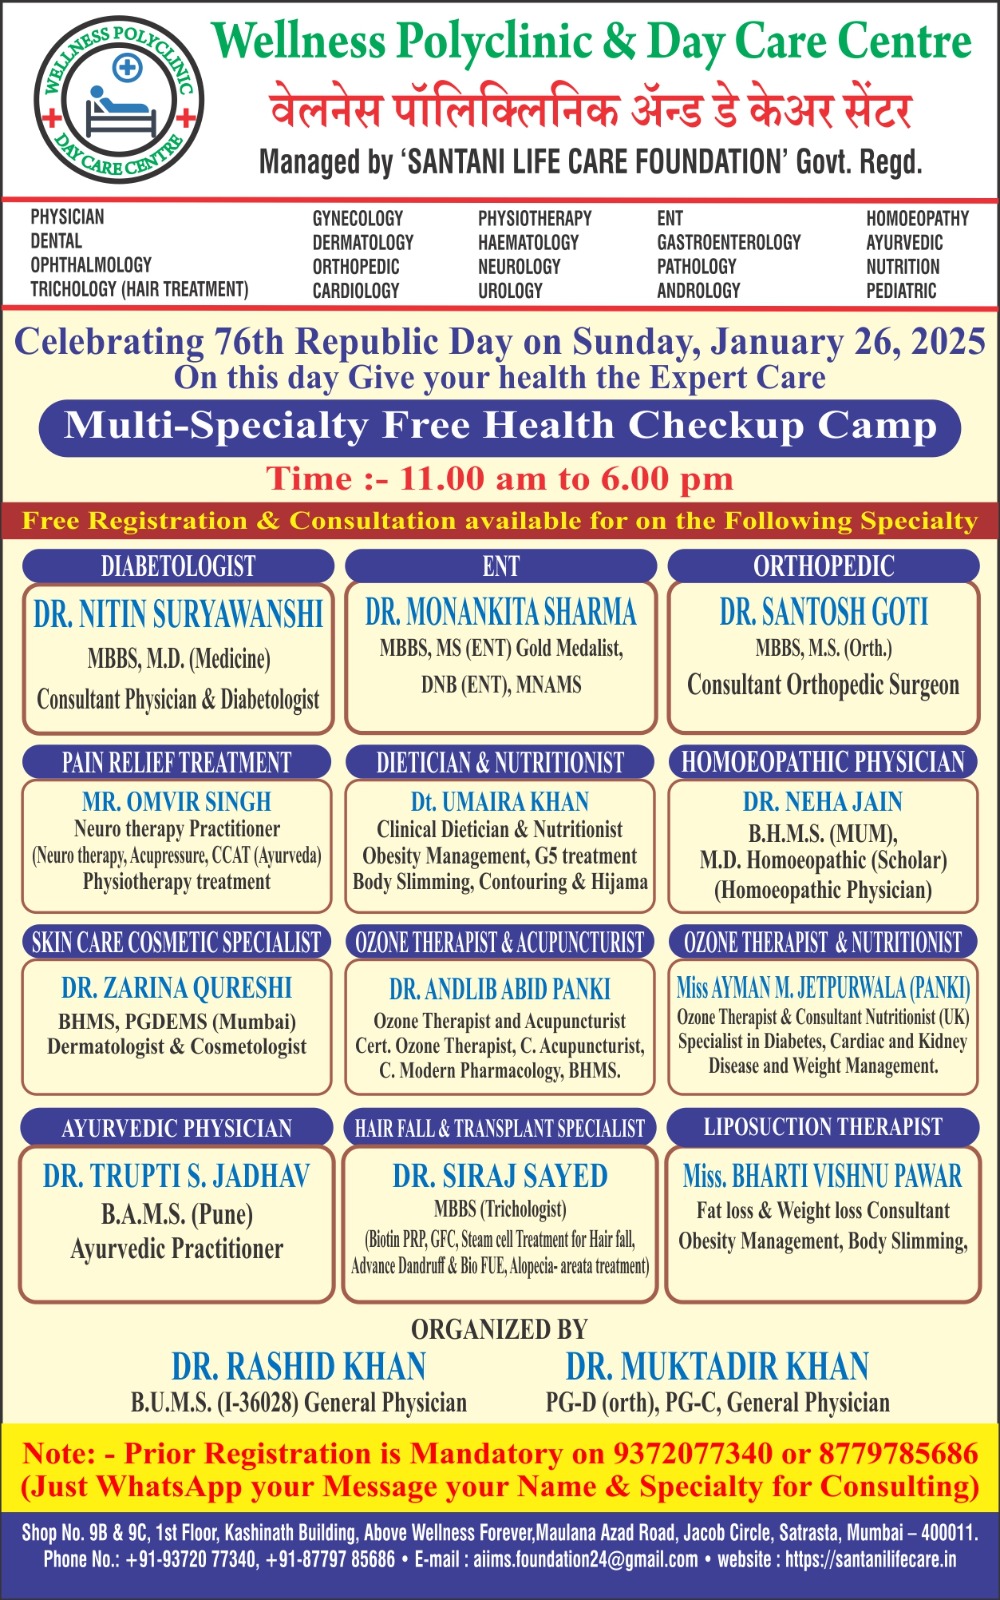 WELLNESS POLYCLINIC
DAY CARE CENTRE
Wellness Polyclinic & Day Care Centre
वेलनेस पॉलिक्लिनिक ॲन्ड डे केअर सेंटर
Managed by ‘SANTANI LIFE CARE FOUNDATION’ Govt. Regd.
PHYSICIAN
DENTAL
OPHTHALMOLOGY
TRICHOLOGY (HAIR TREATMENT)
GYNECOLOGY
DERMATOLOGY
ORTHOPEDIC
CARDIOLOGY
PHYSIOTHERAPY
HAEMATOLOGY
NEUROLOGY
UROLOGY
ENT
GASTROENTEROLOGY
PATHOLOGY
ANDROLOGY
HOMOEOPATHY
AYURVEDIC
NUTRITION
PEDIATRIC
Celebrating 76th Republic Day on Sunday, January 26, 2025
On this day Give your health the Expert Care
Multi-Specialty Free Health Checkup Camp
Time :- 11.00 am to 6.00 pm
Free Registration & Consultation available for on the Following Specialty
DIABETOLOGIST
DR. NITIN SURYAWANSHI
MBBS, M.D. (Medicine)
Consultant Physician & Diabetologist
ENT
DR. MONANKITA SHARMA
MBBS, MS (ENT) Gold Medalist,
DNB (ENT), MNAMS
ORTHOPEDIC
DR. SANTOSH GOTI
MBBS, M.S. (Orth.)
Consultant Orthopedic Surgeon
PAIN RELIEF TREATMENT
MR. OMVIR SINGH
Neuro therapy Practitioner
(Neuro therapy, Acupressure, CCAT (Ayurveda)
Physiotherapy treatment
DIETICIAN & NUTRITIONIST
Dt. UMAIRA KHAN
Clinical Dietician & Nutritionist
Obesity Management, G5 treatment
Body Slimming, Contouring & Hijama
HOMOEOPATHIC PHYSICIAN
DR. NEHA JAIN
B.H.M.S. (MUM),
M.D. Homoeopathic (Scholar)
(Homoeopathic Physician)
SKIN CARE COSMETIC SPECIALIST
DR. ZARINA QURESHI
BHMS, PGDEMS (Mumbai)
Dermatologist & Cosmetologist
OZONE THERAPIST & ACUPUNCTURIST
DR. ANDLIB ABID PANKI
Ozone Therapist and Acupuncturist
Cert. Ozone Therapist, C. Acupuncturist,
C. Modern Pharmacology, BHMS.
OZONE THERAPIST & NUTRITIONIST
Miss AYMAN M. JETPURWALA (PANKI)
Ozone Therapist & Consultant Nutritionist (UK)
Specialist in Diabetes, Cardiac and Kidney
Disease and Weight Management.
AYURVEDIC PHYSICIAN
DR. TRUPTI S. JADHAV
B.A.M.S. (Pune)
Ayurvedic Practitioner
HAIR FALL & TRANSPLANT SPECIALIST
DR. SIRAJ SAYED
MBBS (Trichologist)
(Biotin PRP, GFC, Steam cell Treatment for Hair fall,
Advance Dandruff & Bio FUE, Alopecia- areata treatment)
LIPOSUCTION THERAPIST
Miss. BHARTI VISHNU PAWAR
Fat loss & Weight loss Consultant
Obesity Management, Body Slimming,
ORGANIZED BY
DR. RASHID KHAN
B.U.M.S. (I-36028) General Physician
DR. MUKTADIR KHAN
PG-D (orth), PG-C, General Physician
Note: - Prior Registration is Mandatory on 9372077340 or 8779785686
(Just WhatsApp your Message your Name & Specialty for Consulting)
Shop No. 9B & 9C, 1st Floor, Kashinath Building, Above Wellness Forever,Maulana Azad Road, Jacob Circle, Satrasta, Mumbai – 400011.
Phone No.: +91-93720 77340, +91-87797 85686 • E-mail : aiims.foundation24@gmail.com • website : https://santanilifecare.in